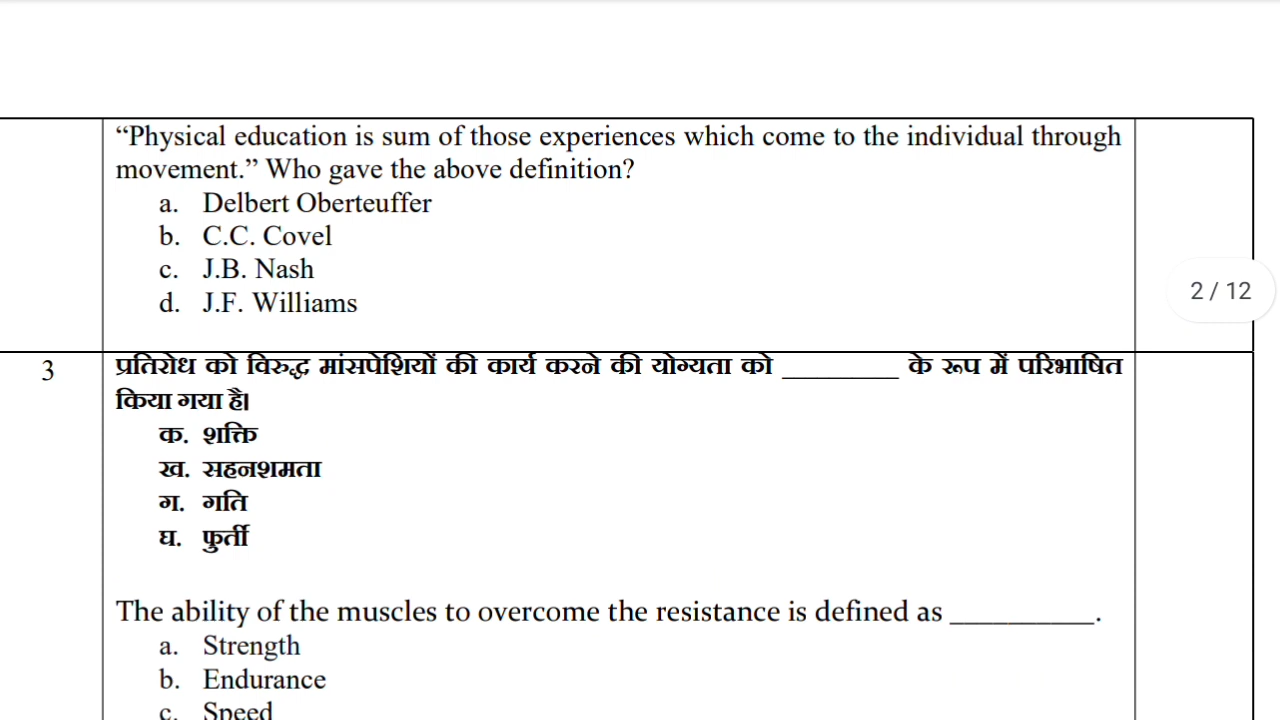 “Physical education is sum of those experiences which come to the individual through
movement.” Who gave the above definition?
a. Delbert Oberteuffer
b. C.C. Covel
c. J.B. Nash
d. J.F. Williams
2 / 12
3
प्रतिरोध को विरुद्ध मांसपेशियों की कार्य करने की योग्यता को _________ के रूप में परिभाषित
किया गया है।
क. शक्ति
ख. सहनशमता
ग. गति
घ. फुर्ती
The ability of the muscles to overcome the resistance is defined as __________.
a. Strength
b. Endurance
c. Speed